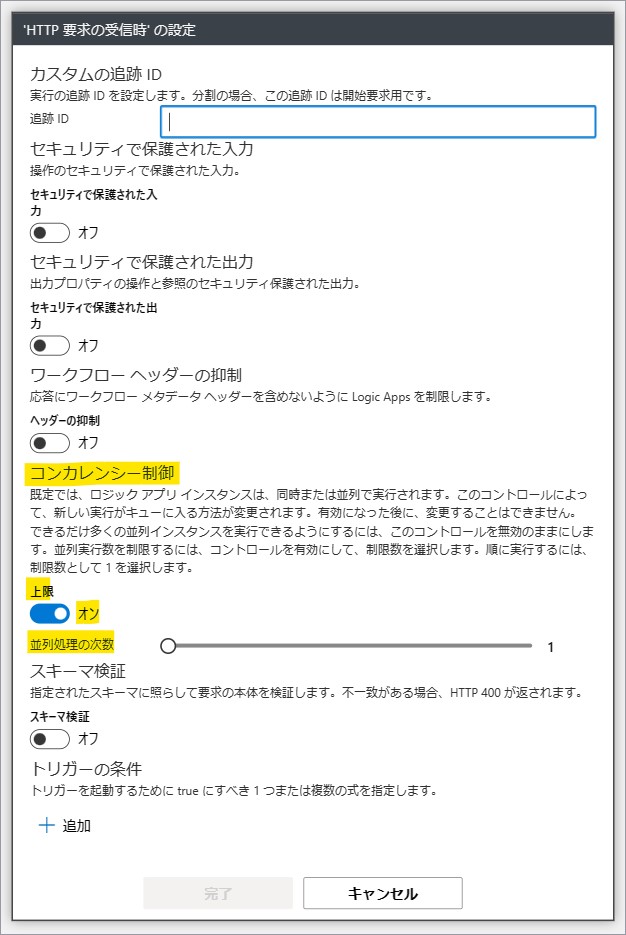 'HTTP 要求の受信時' の設定
カスタムの追跡 ID
実行の追跡 ID を設定します。分割の場合、この追跡 ID は開始要求用です。
追跡 ID
セキュリティで保護された入力
操作のセキュリティで保護された入力。
セキュリティで保護された入
力
オフ
セキュリティで保護された出力
出力プロパティの操作と参照のセキュリティ保護された出力。
セキュリティで保護された出
力
オフ
ワークフロー ヘッダーの抑制
応答にワークフロー メタデータ ヘッダーを含めないように Logic Apps を制限します。
ヘッダーの抑制
オフ
コンカレンシー制御
既定では、ロジック アプリ インスタンスは、同時または並列で実行されます。このコントロールによっ
て、新しい実行がキューに入る方法が変更されます。有効になった後に、変更することはできません。
できるだけ多くの並列インスタンスを実行できるようにするには、このコントロールを無効のままにしま
す。並列実行数を制限するには、コントロールを有効にして、制限数を選択します。順に実行するには、
制限数として 1 を選択します。
上限
オン
並列処理の次数
1
スキーマ検証
指定されたスキーマに照らして要求の本体を検証します。不一致がある場合、HTTP 400 が返されます。
スキーマ検証
オフ
トリガーの条件
トリガーを起動するために true にすべき 1 つまたは複数の式を指定します。
追加
完了
キャンセル